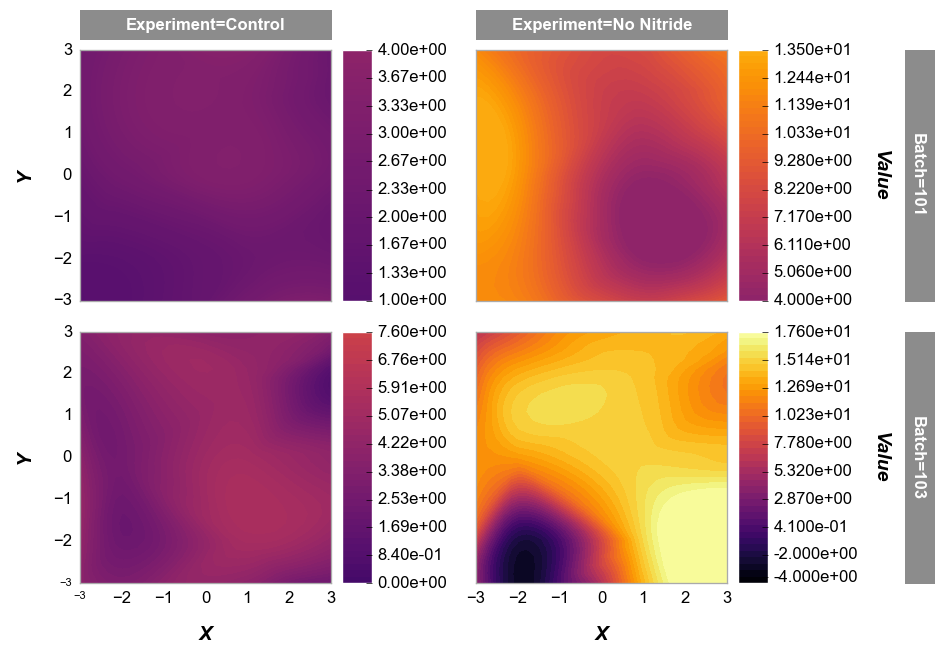 Experiment=Control
Experiment=No Nitride
3
2
1
0
−1
−2
−3
Y
4.00e+00
3.67e+00
3.33e+00
3.00e+00
2.67e+00
2.33e+00
2.00e+00
1.67e+00
1.33e+00
1.00e+00
1.350e+01
1.244e+01
1.139e+01
1.033e+01
9.280e+00
8.220e+00
7.170e+00
6.110e+00
5.060e+00
4.000e+00
Value
Batch=101
3
2
1
0
−1
−2
−3
Y
7.60e+00
6.76e+00
5.91e+00
5.07e+00
4.22e+00
3.38e+00
2.53e+00
1.69e+00
8.40e-01
0.00e+00
1.760e+01
1.514e+01
1.269e+01
1.023e+01
7.780e+00
5.320e+00
2.870e+00
4.100e-01
-2.000e+00
-4.000e+00
Value
Batch=103
−3 −2 −1 0 1 2 3
−3 −2 −1 0 1 2 3
X
X